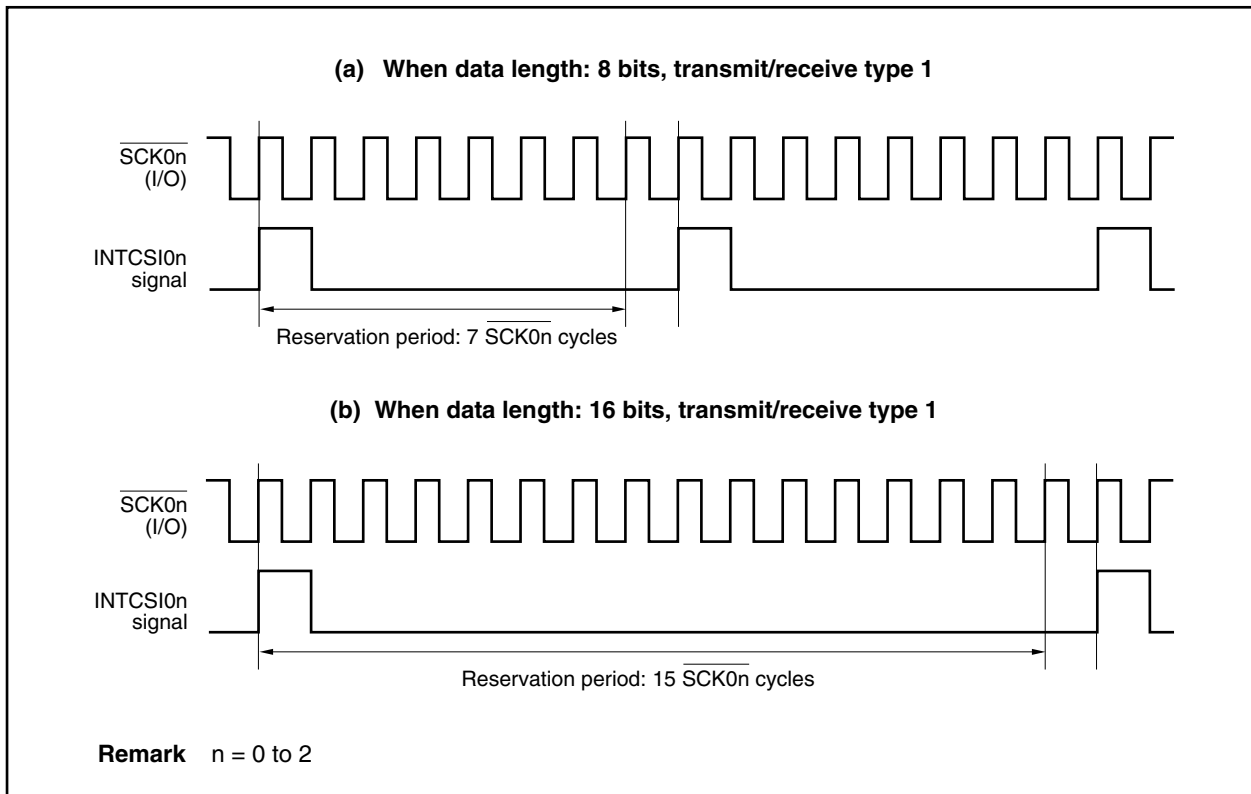 (a) When data length: 8 bits, transmit/receive type 1
SCK0n
(I/O)
INTCSI0n
signal
Reservation period: 7 SCK0n cycles
(b) When data length: 16 bits, transmit/receive type 1
SCK0n
(I/O)
INTCSI0n
signal
Reservation period: 15 SCK0n cycles
Remark n = 0 to 2